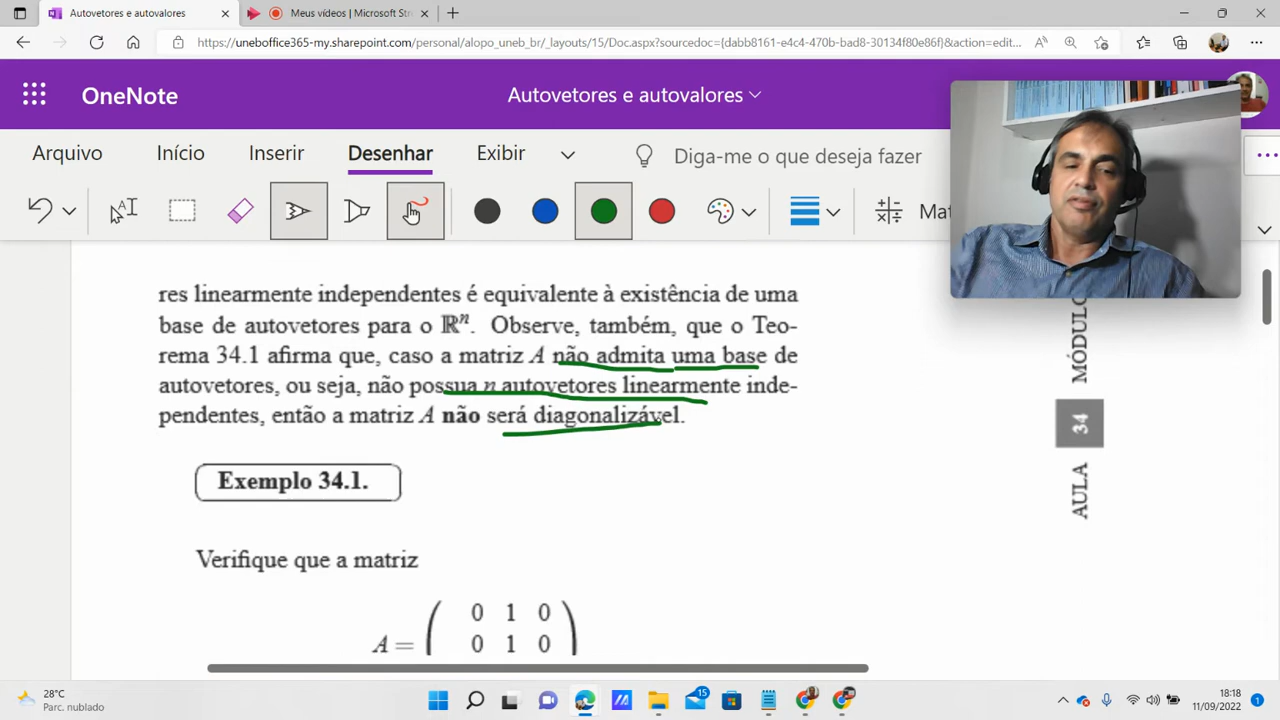 Autovetores e autovalores
Meus vídeos | Microsoft Str
https://uneboffice365-my.sharepoint.com/personal/alopo_uneb_br/_layouts/15/Doc.aspx?sourcedoc={dabb8161-e4c4-470b-bad8-30134f80e86f}&action=edit...
OneNote
Autovetores e autovalores
Arquivo Início Inserir Desenhar Exibir Diga-me o que deseja fazer
Mat
res linearmente independentes é equivalente à existência de uma
base de autovetores para o ℝⁿ. Observe, também, que o Teo-
rema 34.1 afirma que, caso a matriz A não admita uma base de
autovetores, ou seja, não possua n autovetores linearmente inde-
pendentes, então a matriz A não será diagonalizável.
MÓDULO
34
AULA
Exemplo 34.1.
Verifique que a matriz
0 1 0
A = 0 1 0
28°C
Parc. nublado
15
18:18
11/09/2022
1